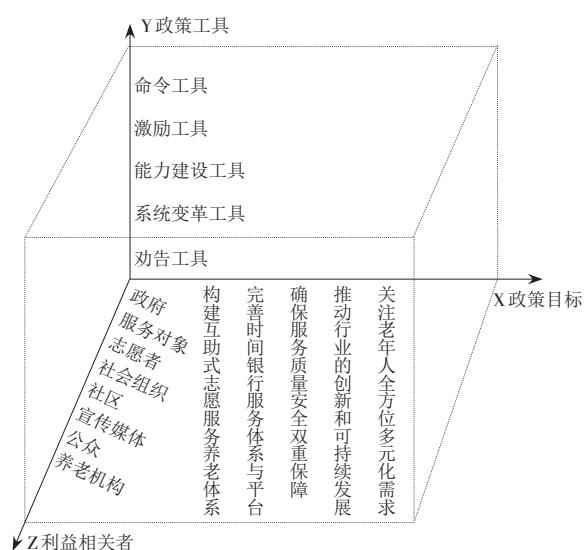 Y政策工具
命令工具
激励工具
能力建设工具
系统变革工具
劝告工具
X政策目标
构建互助式志愿服务养老体系
完善时间银行服务体系与平台
确保服务质量安全双重保障
推动行业的创新和可持续发展
关注老年人全方位多元化需求
政府
服务对象
志愿者
社会组织
社区
宣传媒体
公众
养老机构
Z利益相关者